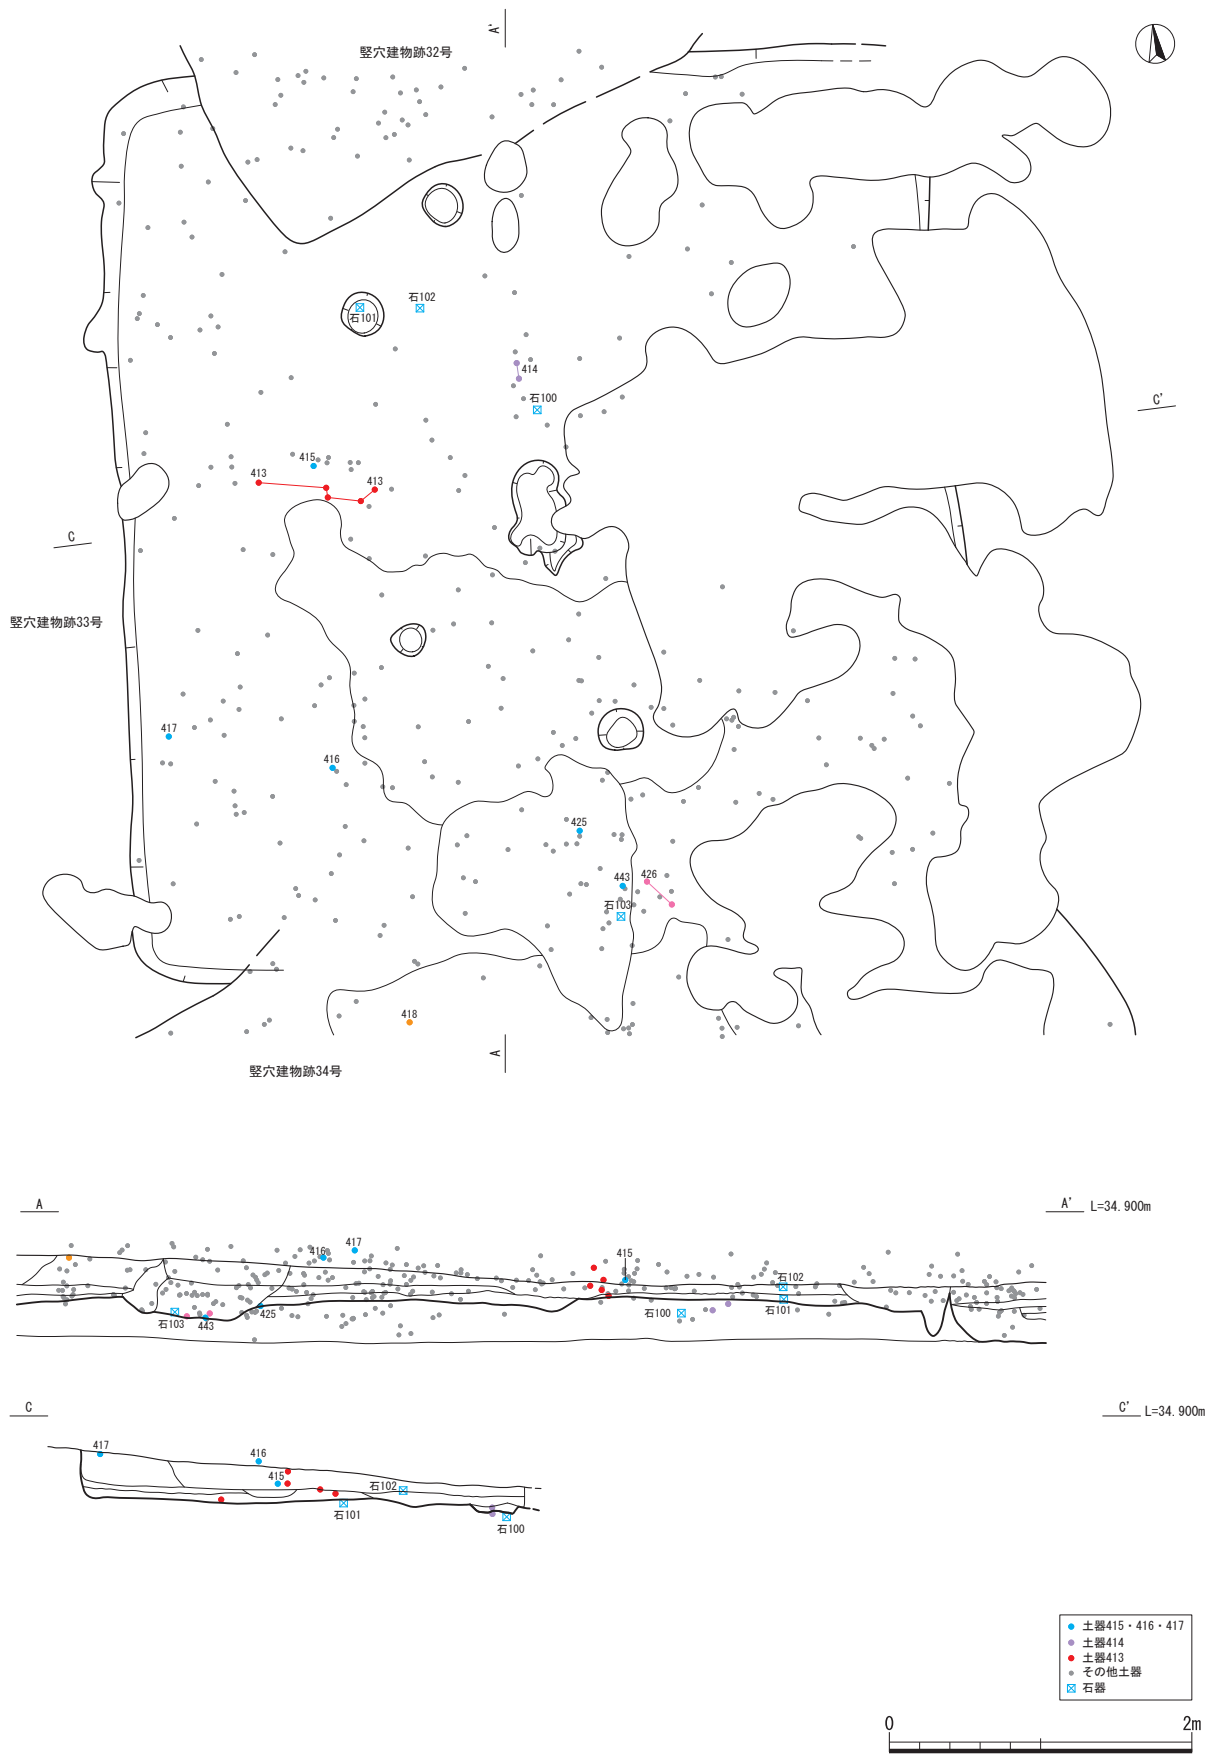 A'
竪穴建物跡32号
石102
石101
414
石100
C'
415
413
413
C
竪穴建物跡33号
417
416
425
443
426
石103
418
A
竪穴建物跡34号
A
A'
L=34.900m
417
416
415
石102
石101
石100
425
石103
443
C
C'
L=34.900m
417
416
415
石102
石101
石100
土器415・416・417
土器414
土器413
その他土器
石器
0
2m